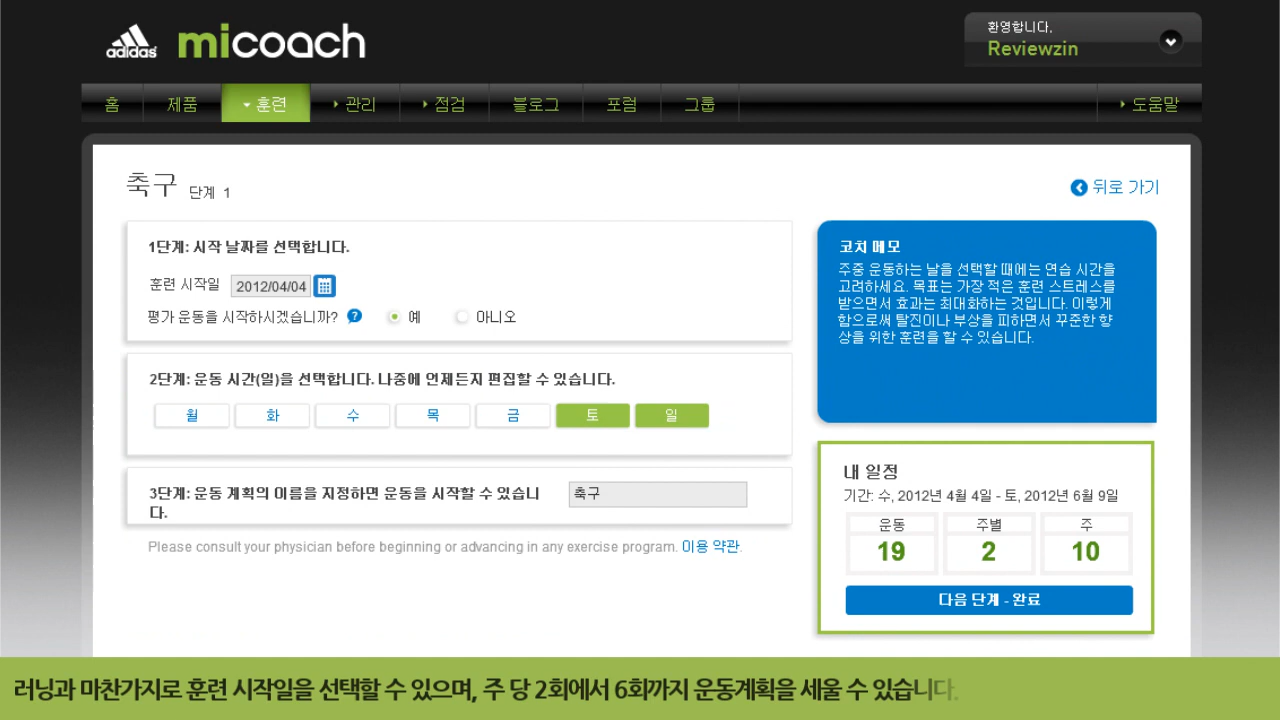 adidas micoach
환영합니다.
Reviewzin
홈 제품 훈련 관리 점검 블로그 포럼 그룹 도움말
축구 단계 1
뒤로 가기
1단계: 시작 날짜를 선택합니다.
훈련 시작일 2012/04/04
평가 운동을 시작하시겠습니까? ? 예 아니오
2단계: 운동 시간(일)을 선택합니다. 나중에 언제든지 편집할 수 있습니다.
월 화 수 목 금 토 일
3단계: 운동 계획의 이름을 지정하면 운동을 시작할 수 있습니
다.
축구
Please consult your physician before beginning or advancing in any exercise program. 이용 약관.
코치 메모
주중 운동하는 날을 선택할 때에는 연습 시간을
고려하세요. 목표는 가장 적은 훈련 스트레스를
받으면서 효과는 최대화하는 것입니다. 이렇게
함으로써 탈진이나 부상을 피하면서 꾸준한 향
상을 위한 훈련을 할 수 있습니다.
내 일정
기간: 수, 2012년 4월 4일 - 토, 2012년 6월 9일
운동 주별 주
19 2 10
다음 단계 - 완료
러닝과 마찬가지로 훈련 시작일을 선택할 수 있으며, 주 당 2회에서 6회까지 운동계획을 세울 수 있습니다.